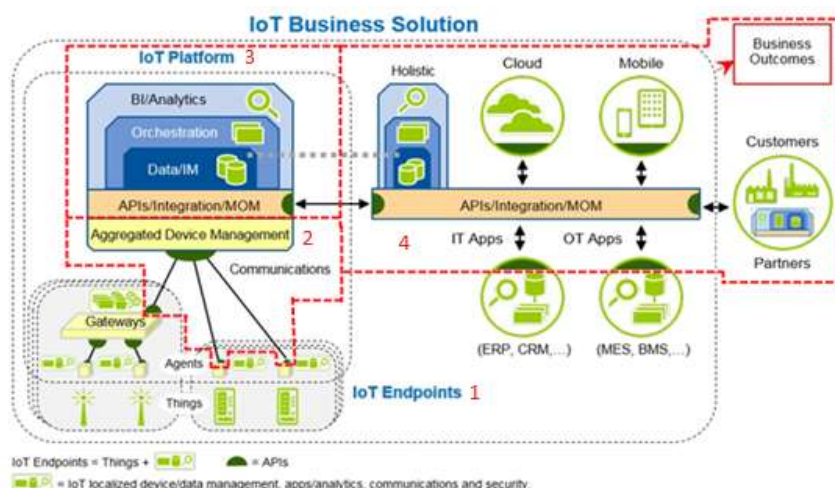 IoT Business Solution
IoT Platform 3
Business
Outcomes
Holistic
Cloud
Mobile
BI/Analytics
Orchestration
Data/IM
Customers
APIs/Integration/MOM
APIs/Integration/MOM
Aggregated Device Management 2
4
IT Apps
OT Apps
Communications
Partners
Gateways
(ERP, CRM,...)
(MES, BMS,...)
Agents
IoT Endpoints 1
Things
IoT Endpoints = Things + = APIs
= IoT localized device/data management, apps/analytics, communications and security.